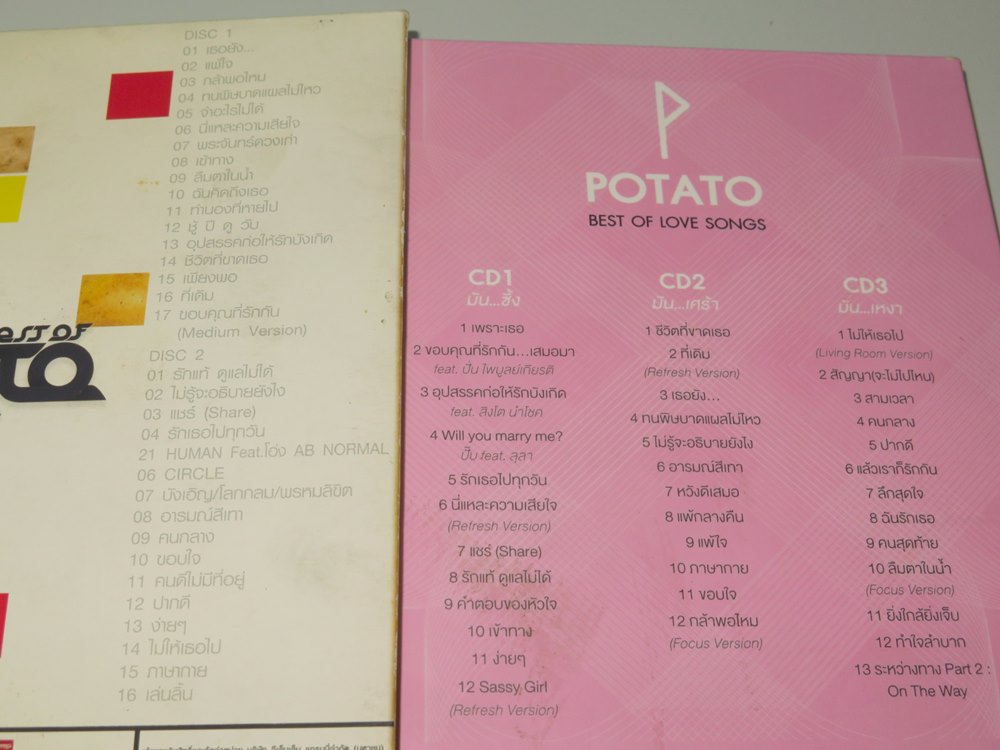 DISC 1
01 เธอยัง...
02 แพ้ใจ
03 กล้าพอไหม
04 ทนพิษบาดแผลไม่ไหว
05 จำอะไรไม่ได้
06 นี่แหละความเสียใจ
07 พระจันทร์ดวงเก่า
08 เข้าทาง
09 ลืมตาในน้ำ
10 ฉันคิดถึงเธอ
11 ทำนองที่หายไป
12 ชู้ ปี ดู วับ
13 อุปสรรคก่อให้รักบังเกิด
14 ชีวิตที่ขาดเธอ
15 เพียงพอ
16 ที่เดิม
17 ขอบคุณที่รักกัน
(Medium Version)
DISC 2
01 รักแท้ ดูแลไม่ได้
02 ไม่รู้จะอธิบายยังไง
03 แชร์ (Share)
04 รักเธอไปทุกวัน
21 HUMAN Feat.โอ่ง AB NORMAL
06 CIRCLE
07 บังเอิญ/โลกกลม/พรหมลิขิต
08 อารมณ์สีเทา
09 คนกลาง
10 ขอบใจ
11 คนดีไม่มีที่อยู่
12 ปากดี
13 ง่ายๆ
14 ไม่ให้เธอไป
15 ภาษากาย
16 เล่นลิ้น
EST OF
TO
POTATO
BEST OF LOVE SONGS
CD1
มัน...ซึ้ง
1 เพราะเธอ
2 ขอบคุณที่รักกัน...เสมอมา
feat. ปั่น ไพบูลย์เกียรติ
3 อุปสรรคก่อให้รักบังเกิด
feat. สิงโต นำโชค
4 Will you marry me?
ปั๊บ feat. ลุลา
5 รักเธอไปทุกวัน
6 นี่แหละความเสียใจ
(Refresh Version)
7 แชร์ (Share)
8 รักแท้ ดูแลไม่ได้
9 คำตอบของหัวใจ
10 เข้าทาง
11 ง่ายๆ
12 Sassy Girl
(Refresh Version)
CD2
มัน...เศร้า
1 ชีวิตที่ขาดเธอ
2 ที่เดิม
(Refresh Version)
3 เธอยัง...
4 ทนพิษบาดแผลไม่ไหว
5 ไม่รู้จะอธิบายยังไง
6 อารมณ์สีเทา
7 หวังดีเสมอ
8 แพ้กลางคืน
9 แพ้ใจ
10 ภาษากาย
11 ขอบใจ
12 กล้าพอไหม
(Focus Version)
CD3
มัน...เหงา
1 ไม่ให้เธอไป
(Living Room Version)
2 สัญญา(จะไม่ไปไหน)
3 สามเวลา
4 คนกลาง
5 ปากดี
6 แล้วเราก็รักกัน
7 ลึกสุดใจ
8 ฉันรักเธอ
9 คนสุดท้าย
10 ลืมตาในน้ำ
(Focus Version)
11 ยิ่งใกล้ยิ่งเจ็บ
12 ทำใจลำบาก
13 ระหว่างทาง Part 2 :
On The Way